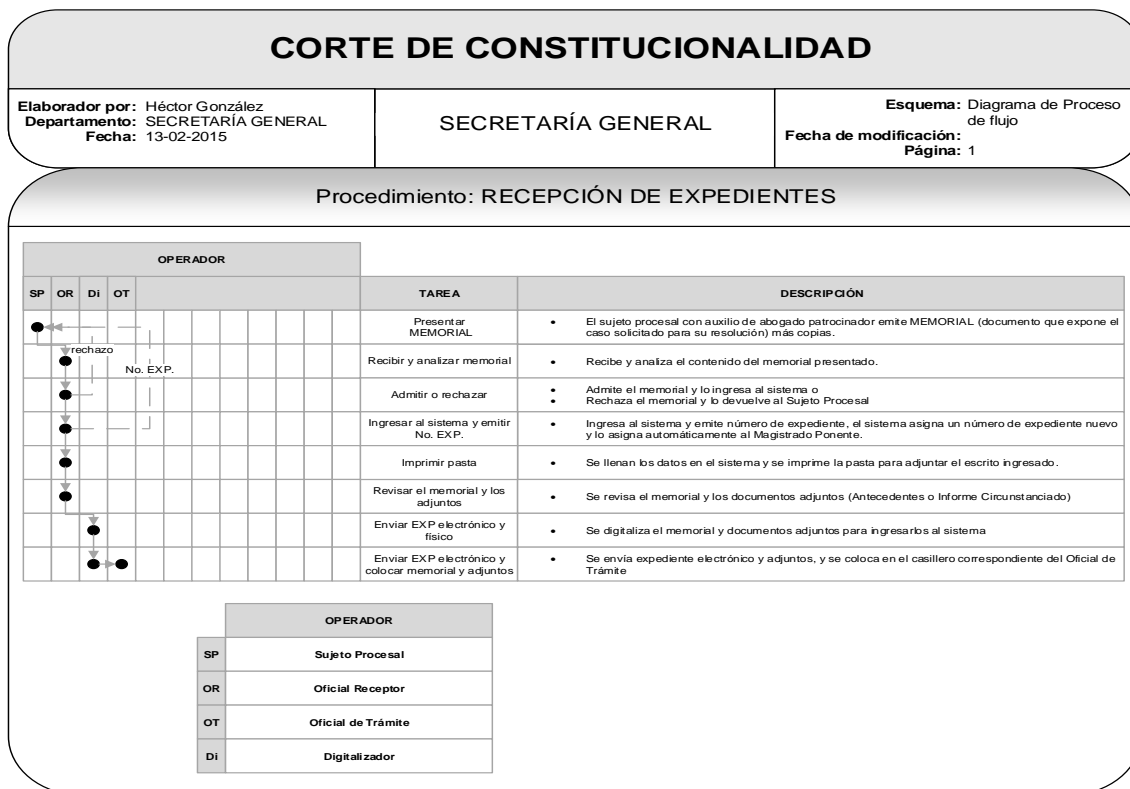 CORTE DE CONSTITUCIONALIDAD
Elaborador por: Héctor González
Departamento: SECRETARÍA GENERAL
Fecha: 13-02-2015
SECRETARÍA GENERAL
Esquema: Diagrama de Proceso
de flujo
Fecha de modificación:
Página: 1
Procedimiento: RECEPCIÓN DE EXPEDIENTES
OPERADOR
SP OR Di OT TAREA DESCRIPCIÓN
Presentar
MEMORIAL
• El sujeto procesal con auxilio de abogado patrocinador emite MEMORIAL (documento que expone el
caso solicitado para su resolución) más copias.
rechazo
Recibir y analizar memorial
• Recibe y analiza el contenido del memorial presentado.
No. EXP.
Admitir o rechazar
• Admite el memorial y lo ingresa al sistema o
• Rechaza el memorial y lo devuelve al Sujeto Procesal
Ingresar al sistema y emitir
No. EXP.
• Ingresa al sistema y emite número de expediente, el sistema asigna un número de expediente nuevo
y lo asigna automáticamente al Magistrado Ponente.
Imprimir pasta
• Se llenan los datos en el sistema y se imprime la pasta para adjuntar el escrito ingresado.
Revisar el memorial y los
adjuntos
• Se revisa el memorial y los documentos adjuntos (Antecedentes o Informe Circunstanciado)
Enviar EXP electrónico y
físico
• Se digitaliza el memorial y documentos adjuntos para ingresarlos al sistema
Enviar EXP electrónico y
colocar memorial y adjuntos
• Se envía expediente electrónico y adjuntos, y se coloca en el casillero correspondiente del Oficial de
Trámite
OPERADOR
SP Sujeto Procesal
OR Oficial Receptor
OT Oficial de Trámite
Di Digitalizador